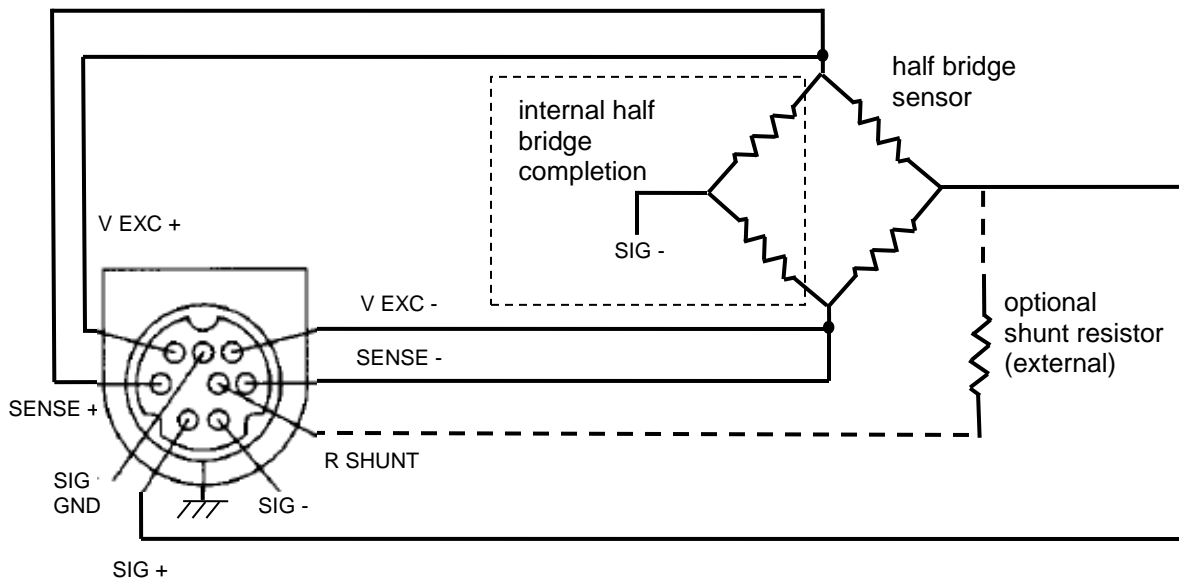 half bridge
sensor
internal half
bridge
completion
V EXC +
SIG -
V EXC -
optional
shunt resistor
(external)
SENSE -
SENSE +
R SHUNT
SIG
GND
SIG -
SIG +